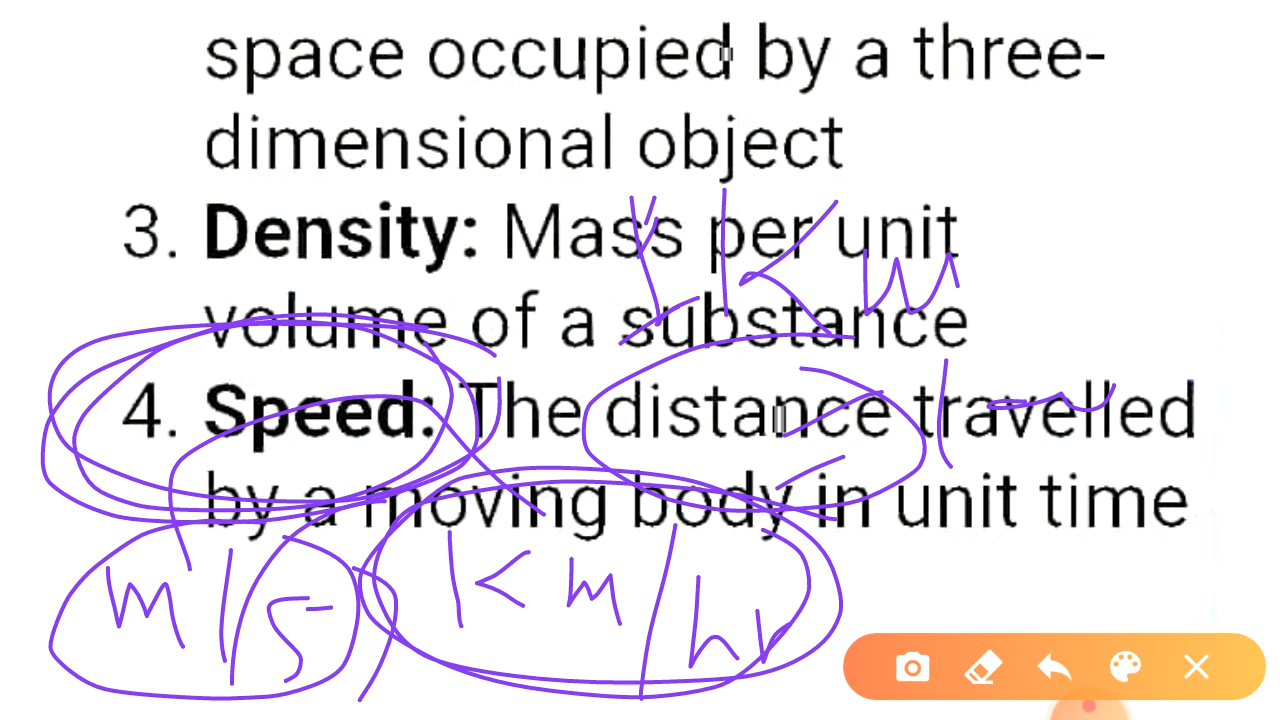 space occupied by a three-
dimensional object
3. Density: Mass per unit
volume of a substance
4. Speed: The distance travelled
by a moving body in unit time
km
m/s, km/hr